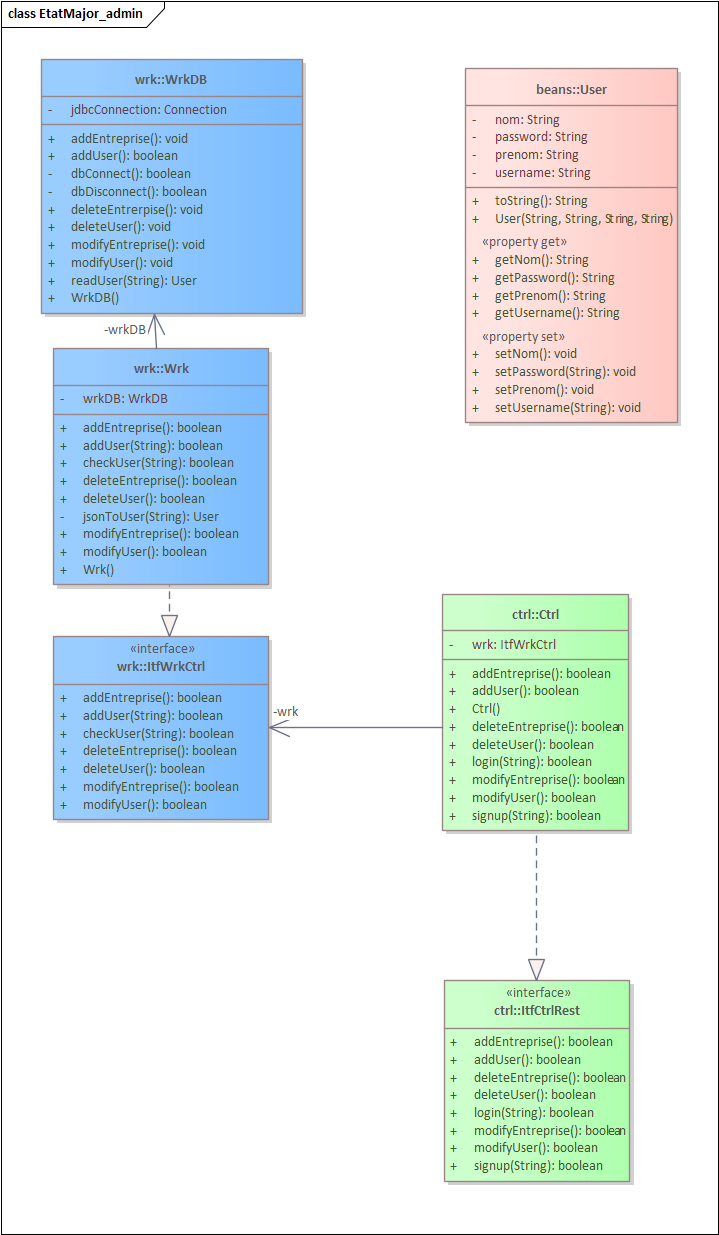 class EtatMajor_admin
wrk::WrkDB
- jdbcConnection: Connection
+ addEntreprise(): void
+ addUser(): boolean
- dbConnect(): boolean
- dbDisconnect(): boolean
+ deleteEntrerpise(): void
+ deleteUser(): void
+ modifyEntreprise(): void
+ modifyUser(): void
+ readUser(String): User
+ WrkDB()
-wrkDB
beans::User
- nom: String
- password: String
- prenom: String
- username: String
+ toString(): String
+ User(String, String, String, String)
«property get»
+ getNom(): String
+ getPassword(): String
+ getPrenom(): String
+ getUsername(): String
«property set»
+ setNom(): void
+ setPassword(String): void
+ setPrenom(): void
+ setUsername(String): void
wrk::Wrk
- wrkDB: WrkDB
+ addEntreprise(): boolean
+ addUser(String): boolean
+ checkUser(String): boolean
+ deleteEntreprise(): boolean
+ deleteUser(): boolean
- jsonToUser(String): User
+ modifyEntreprise(): boolean
+ modifyUser(): boolean
+ Wrk()
«interface»
wrk::ItfWrkCtrl
+ addEntreprise(): boolean
+ addUser(String): boolean
+ checkUser(String): boolean
+ deleteEntreprise(): boolean
+ deleteUser(): boolean
+ modifyEntreprise(): boolean
+ modifyUser(): boolean
-wrk
ctrl::Ctrl
- wrk: ItfWrkCtrl
+ addEntreprise(): boolean
+ addUser(): boolean
+ Ctrl()
+ deleteEntreprise(): boolean
+ deleteUser(): boolean
+ login(String): boolean
+ modifyEntreprise(): boolean
+ modifyUser(): boolean
+ signup(String): boolean
«interface»
ctrl::ItfCtrlRest
+ addEntreprise(): boolean
+ addUser(): boolean
+ deleteEntreprise(): boolean
+ deleteUser(): boolean
+ login(String): boolean
+ modifyEntreprise(): boolean
+ modifyUser(): boolean
+ signup(String): boolean